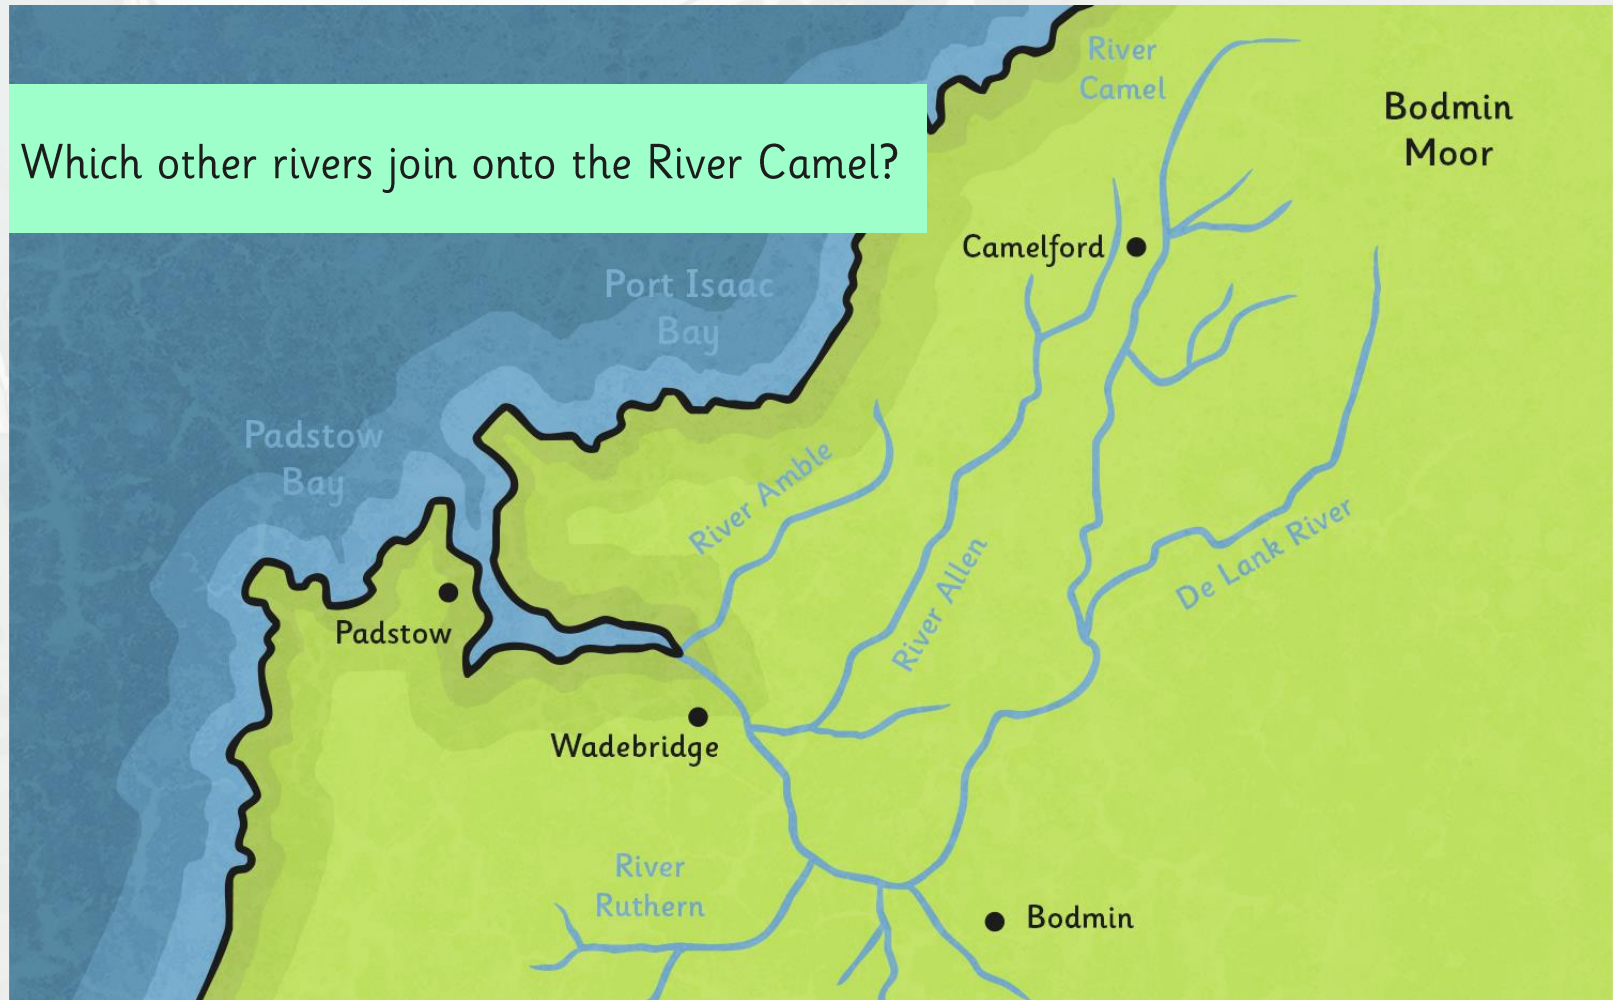 River
Camel
Bodmin
Moor
Which other rivers join onto the River Camel?
Camelford
Port Isaac
Bay
Padstow
Bay
River Amble
River Allen
De Lank River
Padstow
Wadebridge
River
Ruthern
Bodmin